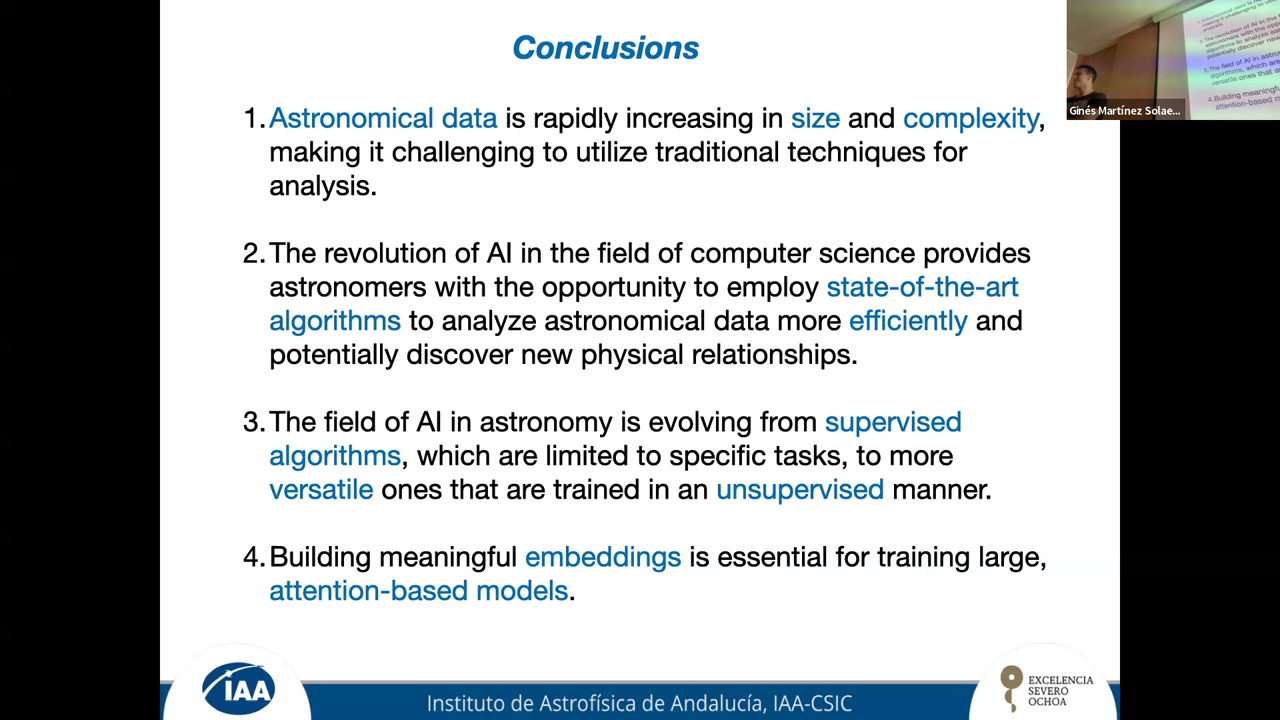 Conclusions
1. Astronomical data is rapidly increasing in size and complexity,
making it challenging to utilize traditional techniques for
analysis.
2. The revolution of AI in the field of computer science provides
astronomers with the opportunity to employ state-of-the-art
algorithms to analyze astronomical data more efficiently and
potentially discover new physical relationships.
3. The field of AI in astronomy is evolving from supervised
algorithms, which are limited to specific tasks, to more
versatile ones that are trained in an unsupervised manner.
4. Building meaningful embeddings is essential for training large,
attention-based models.
IAA
Instituto de Astrofísica de Andalucía, IAA-CSIC
EXCELENCIA
SEVERO
OCHOA
Ginés Martínez Solae...